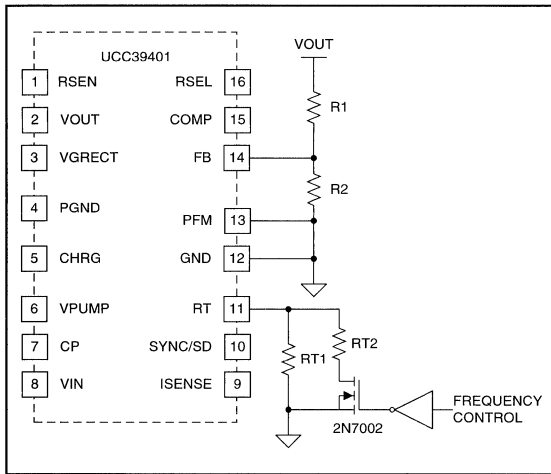 VOUT
UCC39401
1 RSEN RSEL 16
R1
2 VOUT COMP 15
3 VGRECT FB 14
R2
4 PGND PFM 13
5 CHRG GND 12
6 VPUMP RT 11
RT1 RT2
7 CP SYNC/SD 10
8 VIN ISENSE 9
2N7002
FREQUENCY
CONTROL